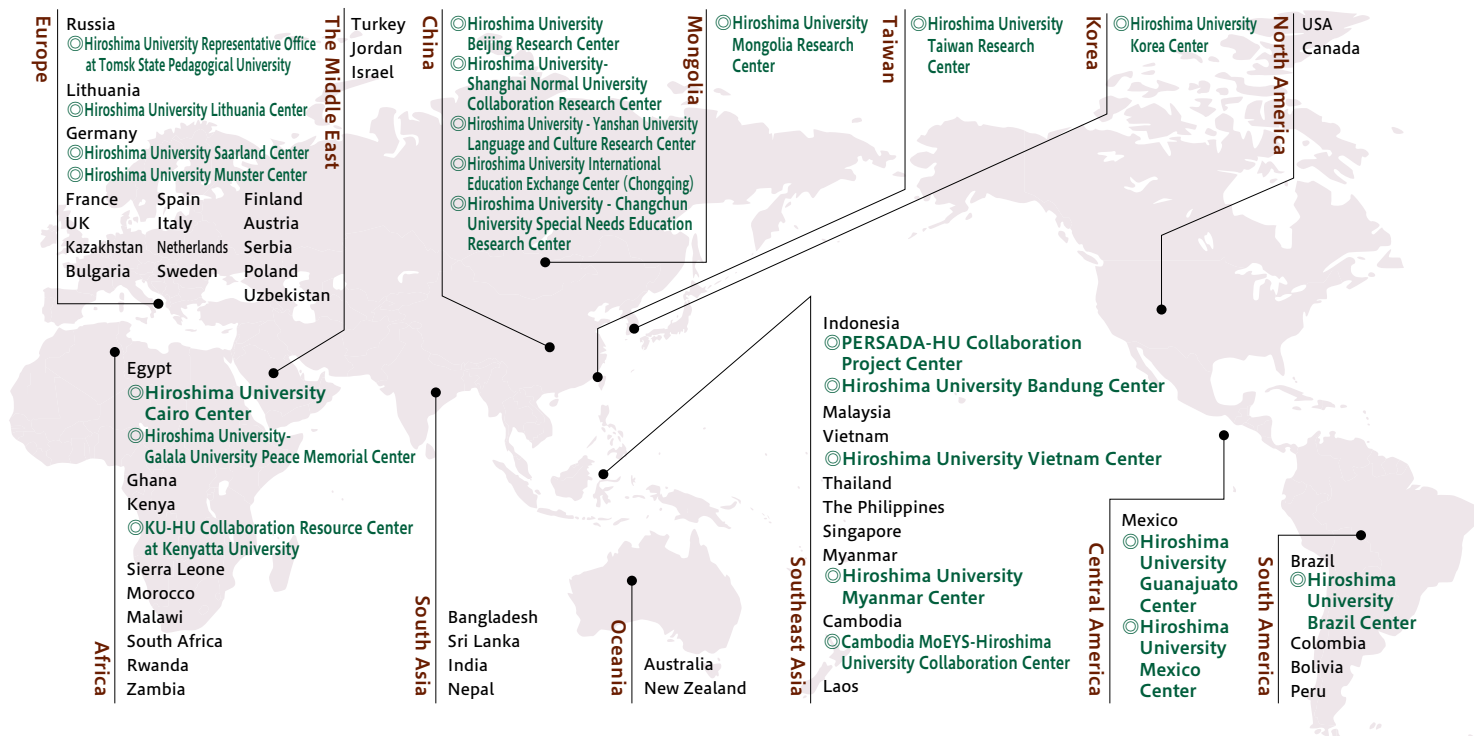 Europe
Russia
◎Hiroshima University Representative Office
at Tomsk State Pedagogical University
Lithuania
◎Hiroshima University Lithuania Center
Germany
◎Hiroshima University Saarland Center
◎Hiroshima University Munster Center
France Spain Finland
UK Italy Austria
Kazakhstan Netherlands Serbia
Bulgaria Sweden Poland
Uzbekistan
The Middle East
Turkey
Jordan
Israel
China
◎Hiroshima University
Beijing Research Center
◎Hiroshima University-
Shanghai Normal University
Collaboration Research Center
◎Hiroshima University - Yanshan University
Language and Culture Research Center
◎Hiroshima University International
Education Exchange Center (Chongqing)
◎Hiroshima University - Changchun
University Special Needs Education
Research Center
Mongolia
◎Hiroshima University
Mongolia Research
Center
Taiwan
◎Hiroshima University
Taiwan Research
Center
Korea
◎Hiroshima University
Korea Center
North America
USA
Canada
Africa
Egypt
◎Hiroshima University
Cairo Center
◎Hiroshima University-
Galala University Peace Memorial Center
Ghana
Kenya
◎KU-HU Collaboration Resource Center
at Kenyatta University
Sierra Leone
Morocco
Malawi
South Africa
Rwanda
Zambia
South Asia
Bangladesh
Sri Lanka
India
Nepal
Oceania
Australia
New Zealand
Southeast Asia
Indonesia
◎PERSADA-HU Collaboration
Project Center
◎Hiroshima University Bandung Center
Malaysia
Vietnam
◎Hiroshima University Vietnam Center
Thailand
The Philippines
Singapore
Myanmar
◎Hiroshima University
Myanmar Center
Cambodia
◎Cambodia MoEYS-Hiroshima
University Collaboration Center
Laos
Central America
Mexico
◎Hiroshima
University
Guanajuato
Center
◎Hiroshima
University
Mexico
Center
South America
Brazil
◎Hiroshima
University
Brazil Center
Colombia
Bolivia
Peru